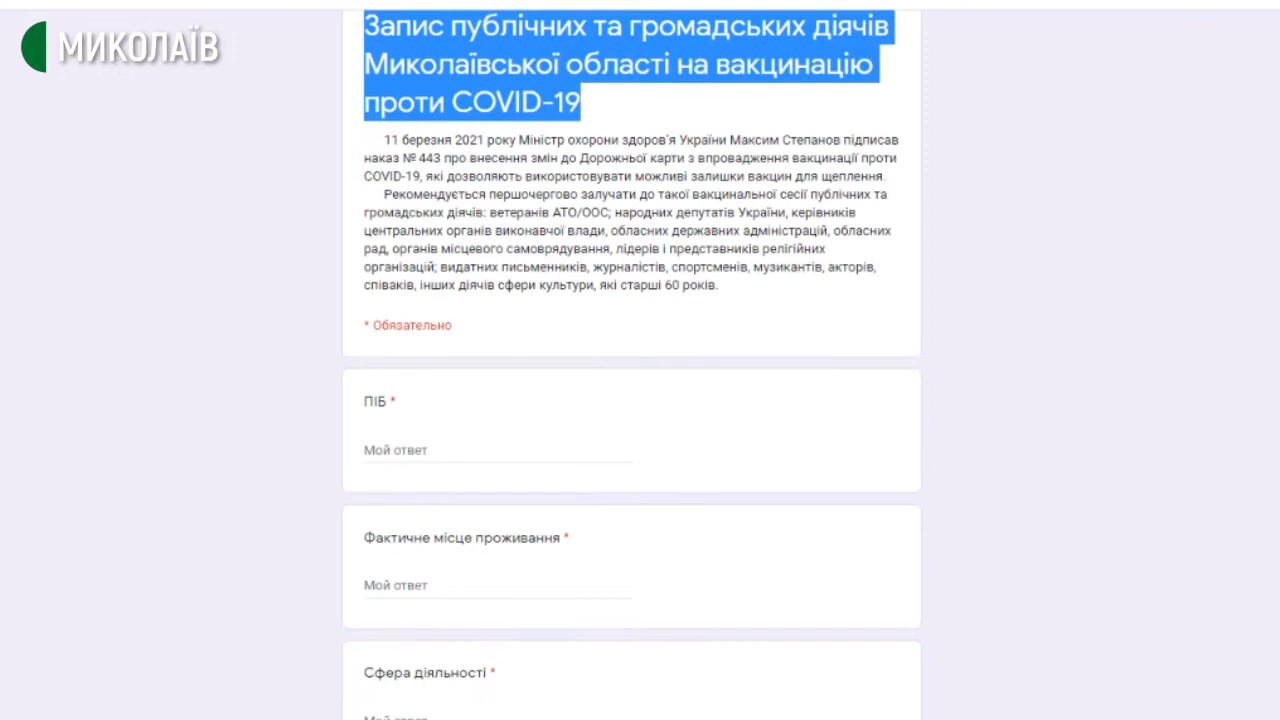 МИКОЛАЇВ
Запис публічних та громадських діячів
Миколаївської області на вакцинацію
проти COVID-19
11 березня 2021 року Міністр охорони здоров'я України Максим Степанов підписав
наказ № 443 про внесення змін до Дорожньої карти з впровадження вакцинації проти
COVID-19, які дозволяють використовувати можливі залишки вакцин для щеплення.
Рекомендується першочергово залучати до такої вакцинальної сесії публічних та
громадських діячів: ветеранів АТО/ООС; народних депутатів України, керівників
центральних органів виконавчої влади, обласних державних адміністрацій, обласних
рад, органів місцевого самоврядування, лідерів і представників релігійних
організацій; видатних письменників, журналістів, спортсменів, музикантів, акторів,
співаків, інших діячів сфери культури, які старші 60 років.
* Обязательно
ПІБ *
Мой ответ
Фактичне місце проживання *
Мой ответ
Сфера діяльності *
Мой ответ